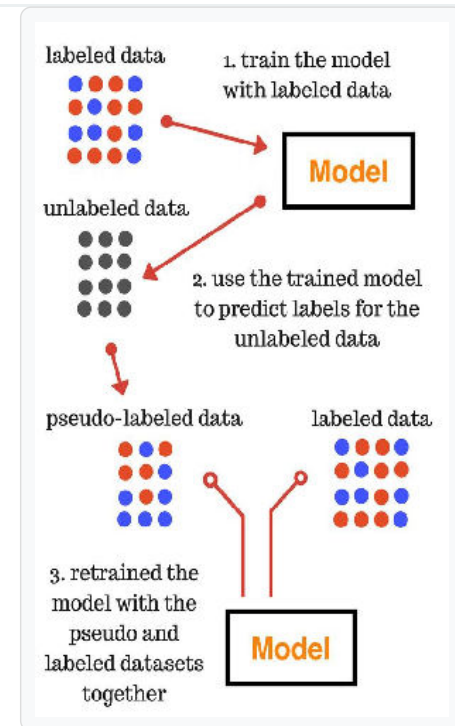 labeled data
1. train the model
with labeled data
Model
unlabeled data
2. use the trained model
to predict labels for the
unlabeled data
pseudo-labeled data
labeled data
3. retrained the
model with the
pseudo and
labeled datasets
together
Model